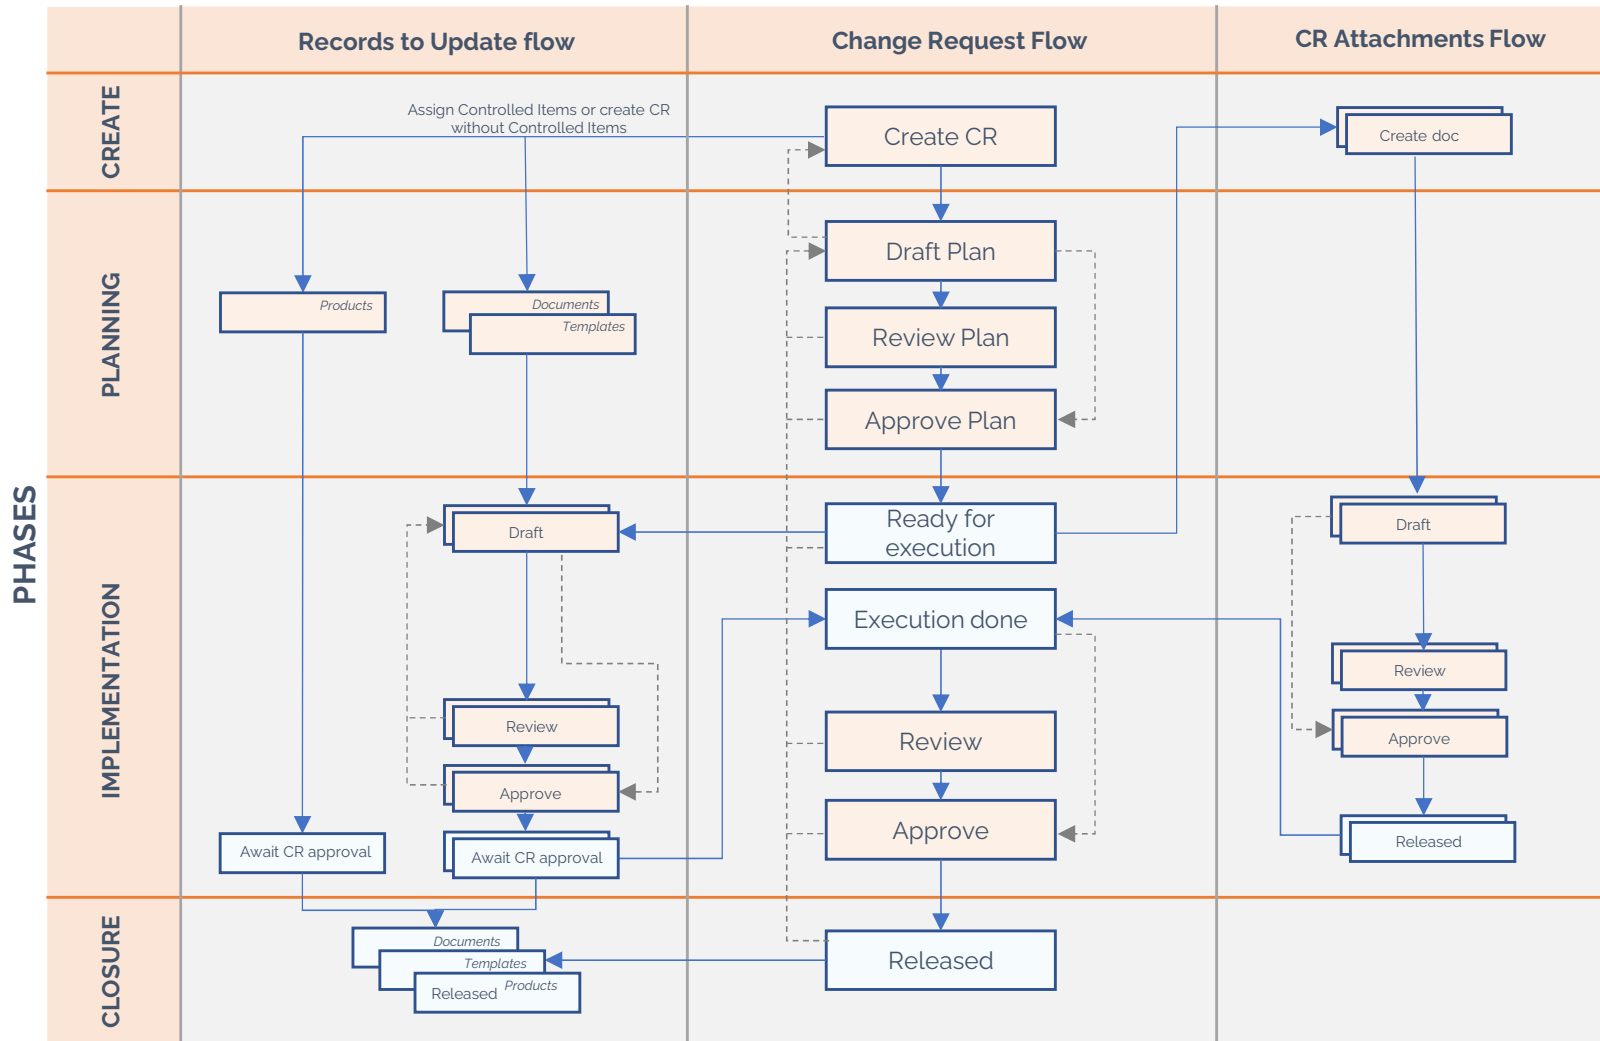 Records to Update flow
Change Request Flow
CR Attachments Flow
PHASES
CREATE
Assign Controlled Items or create CR
without Controlled Items
Create CR
Create doc
PLANNING
Products
Documents
Templates
Draft Plan
Review Plan
Approve Plan
IMPLEMENTATION
Draft
Review
Approve
Await CR approval
Await CR approval
Ready for
execution
Execution done
Review
Approve
Draft
Review
Approve
Released
CLOSURE
Documents
Templates
Products
Released
Released